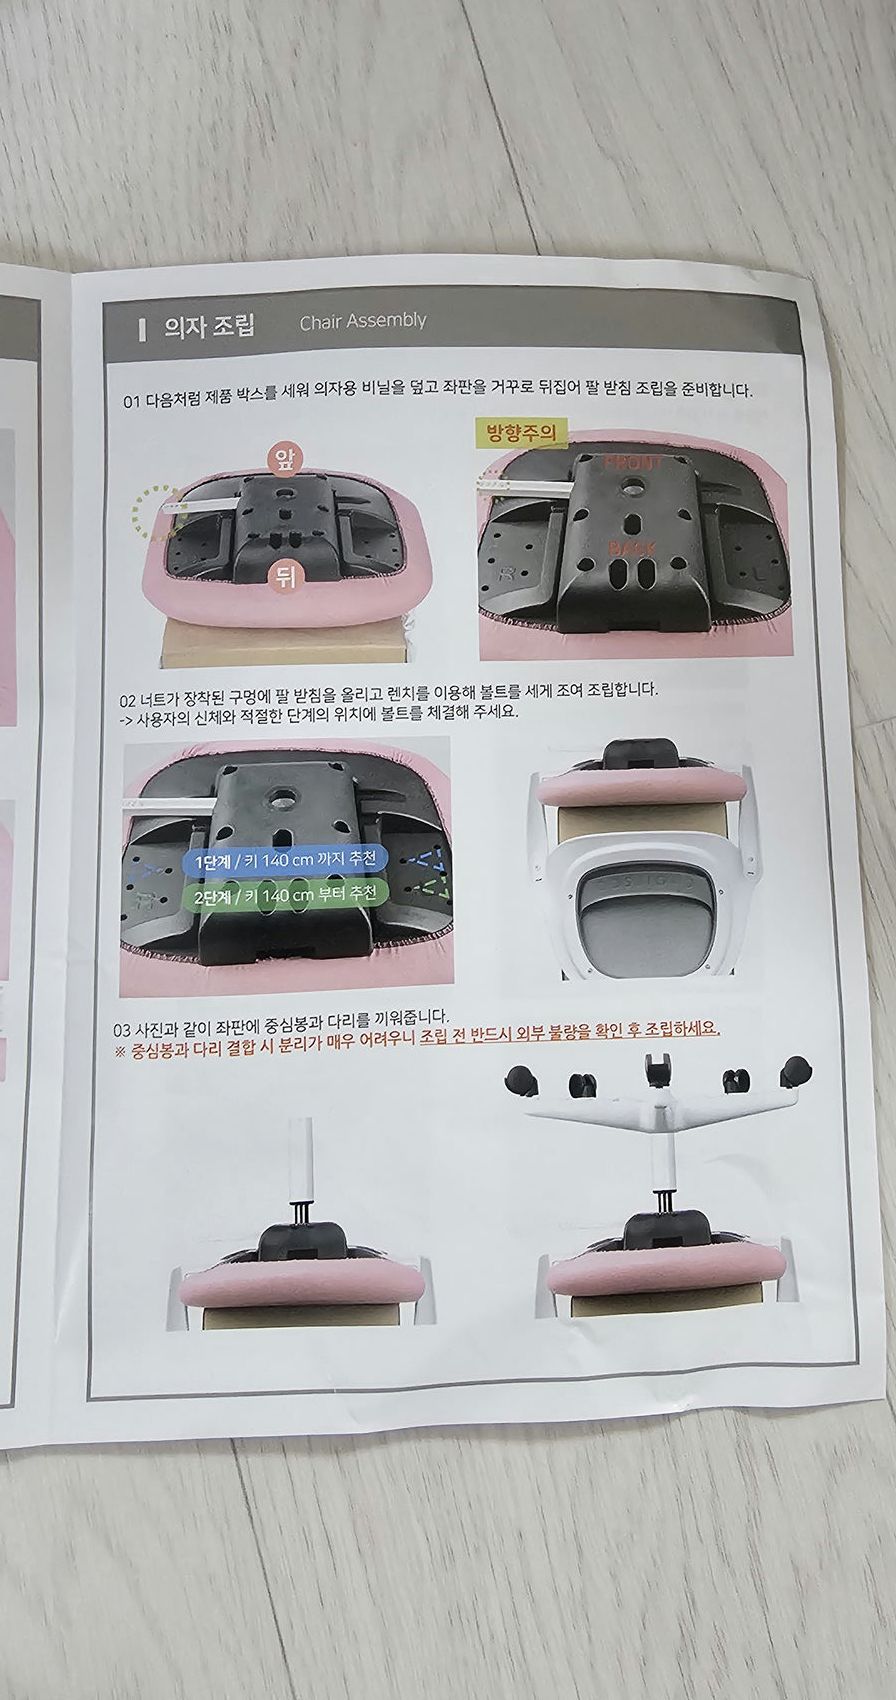 의자 조립 Chair Assembly
01 다음처럼 제품 박스를 세워 의자용 비닐을 덮고 좌판을 거꾸로 뒤집어 팔 받침 조립을 준비합니다.
앞
뒤
방향주의
FRONT
BACK
R
L
02 너트가 장착된 구멍에 팔 받침을 올리고 렌치를 이용해 볼트를 세게 조여 조립합니다.
-> 사용자의 신체와 적절한 단계의 위치에 볼트를 체결해 주세요.
1단계 / 키 140 cm 까지 추천
2단계 / 키 140 cm 부터 추천
03 사진과 같이 좌판에 중심봉과 다리를 끼워줍니다.
※ 중심봉과 다리 결합 시 분리가 매우 어려우니 조립 전 반드시 외부 불량을 확인 후 조립하세요.